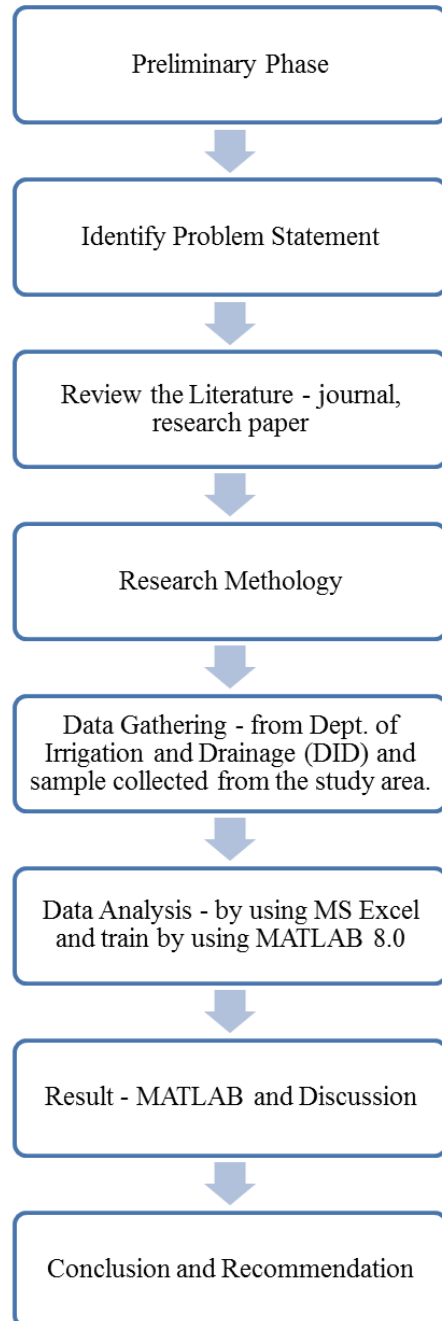 Preliminary Phase
Identify Problem Statement
Review the Literature - journal,
research paper
Research Methology
Data Gathering - from Dept. of
Irrigation and Drainage (DID) and
sample collected from the study area.
Data Analysis - by using MS Excel
and train by using MATLAB 8.0
Result - MATLAB and Discussion
Conclusion and Recommendation